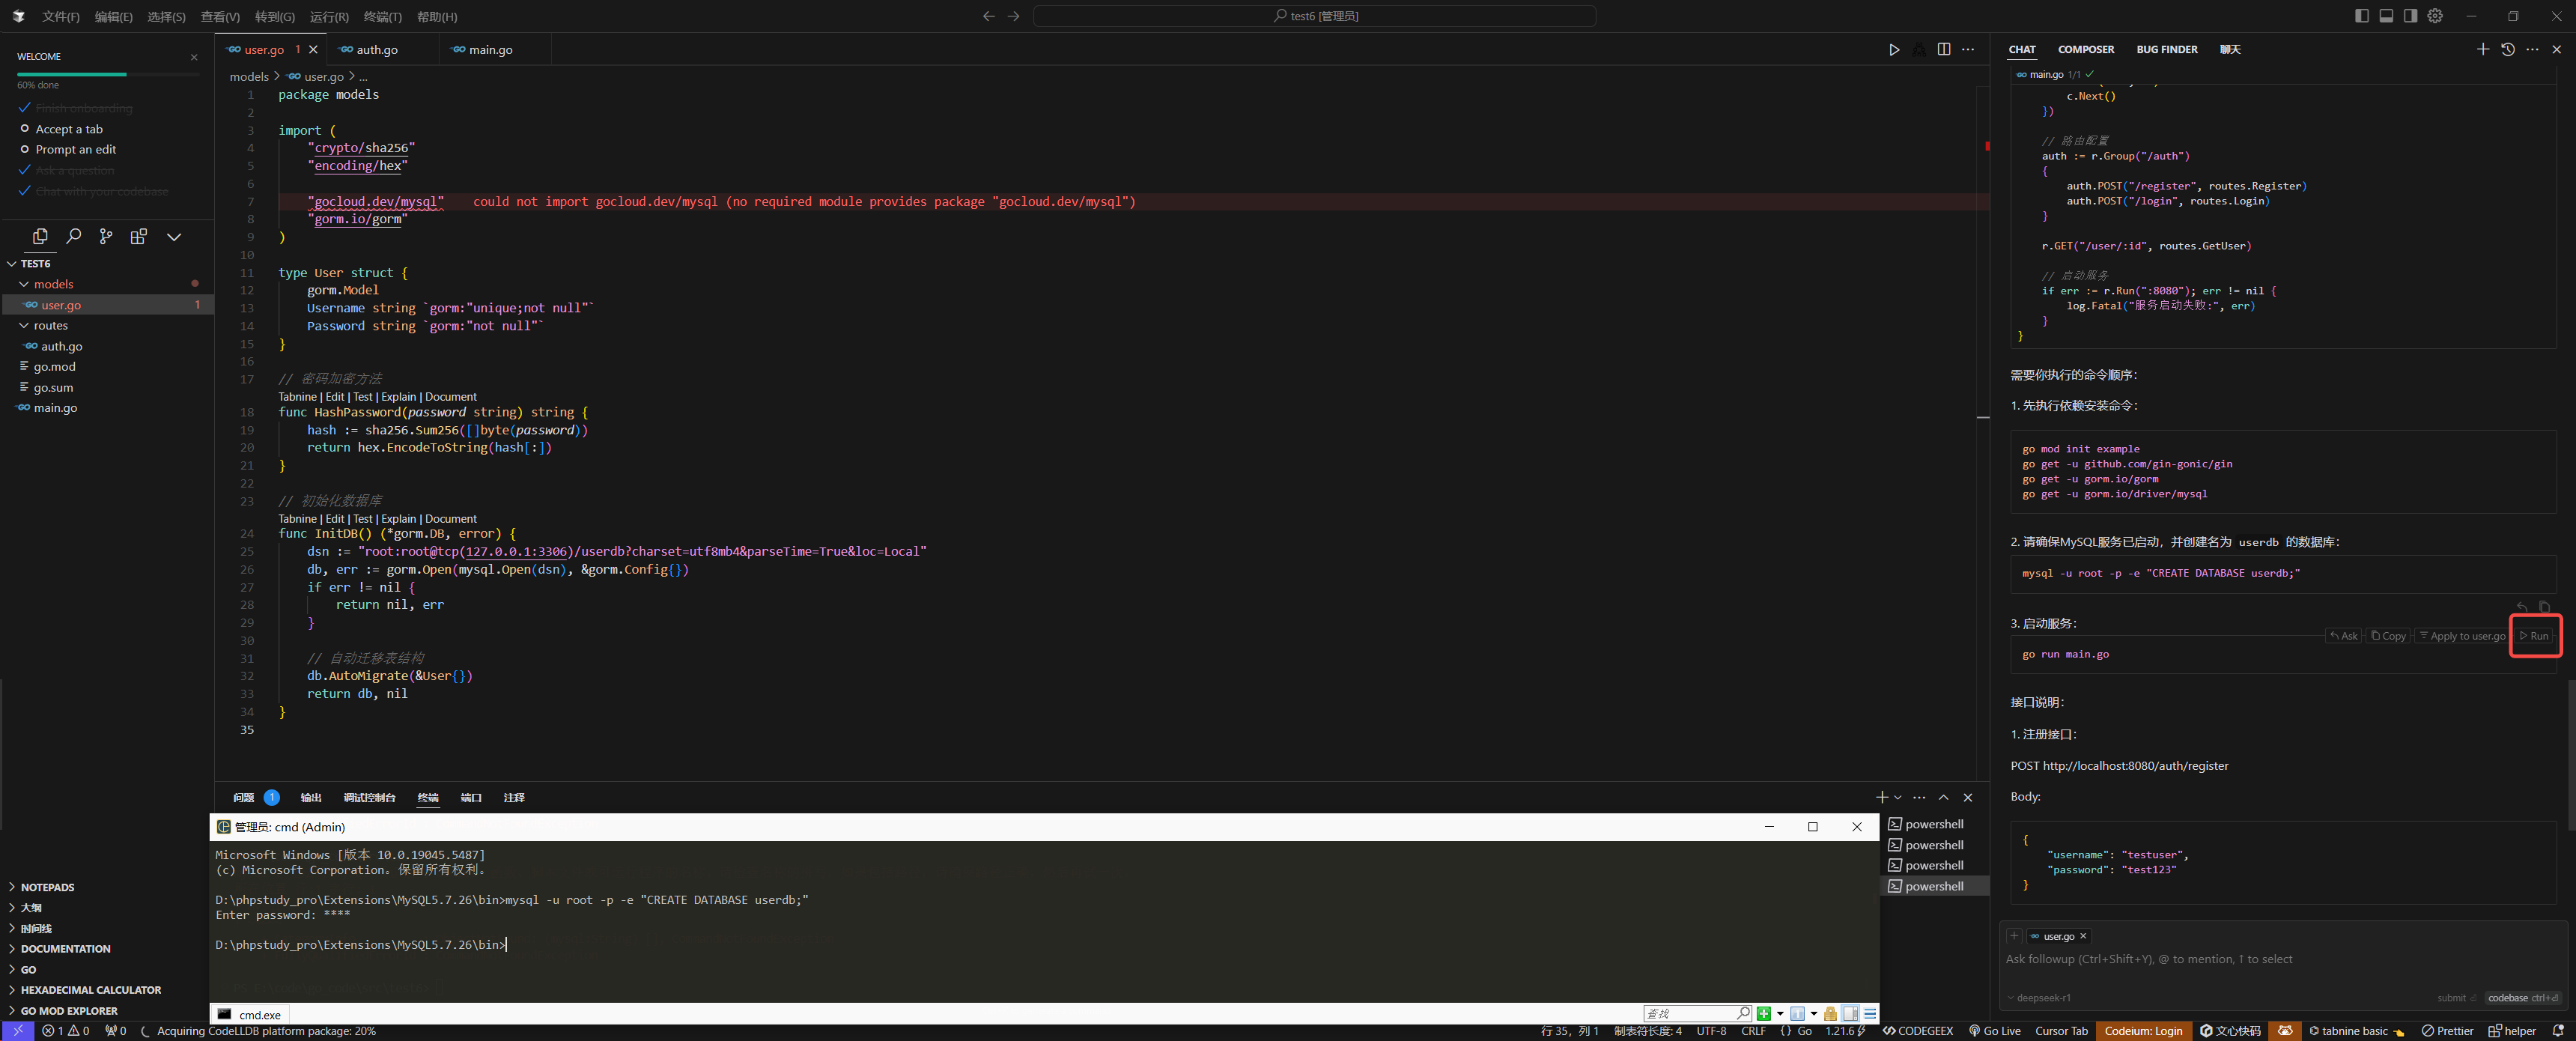 文件(F) 编辑(E) 选择(S) 查看(V) 转到(G) 运行(R) 终端(T) 帮助(H)
test6 [管理员]
WELCOME
60% done
Finish onboarding
Accept a tab
Prompt an edit
Ask a question
Chat with your codebase
TEST6
models
user.go 1
routes
auth.go
go.mod
go.sum
main.go
NOTEPADS
大纲
时间线
DOCUMENTATION
GO
HEXADECIMAL CALCULATOR
GO MOD EXPLORER
user.go 1
auth.go
main.go
models > user.go > ...
1 package models
2
3 import (
4 "crypto/sha256"
5 "encoding/hex"
6
7 "gocloud.dev/mysql" could not import gocloud.dev/mysql (no required module provides package "gocloud.dev/mysql")
8 "gorm.io/gorm"
9 )
10
11 type User struct {
12 gorm.Model
13 Username string `gorm:"unique;not null"`
14 Password string `gorm:"not null"`
15 }
16
17 // 密码加密方法
Tabnine | Edit | Test | Explain | Document
18 func HashPassword(password string) string {
19 hash := sha256.Sum256([]byte(password))
20 return hex.EncodeToString(hash[:])
21 }
22
23 // 初始化数据库
Tabnine | Edit | Test | Explain | Document
24 func InitDB() (*gorm.DB, error) {
25 dsn := "root:root@tcp(127.0.0.1:3306)/userdb?charset=utf8mb4&parseTime=True&loc=Local"
26 db, err := gorm.Open(mysql.Open(dsn), &gorm.Config{})
27 if err != nil {
28 return nil, err
29 }
30
31 // 自动迁移表结构
32 db.AutoMigrate(&User{})
33 return db, nil
34 }
35
问题 1 输出 调试控制台 终端 端口 注释
管理员: cmd (Admin)
Microsoft Windows [版本 10.0.19045.5487]
(c) Microsoft Corporation。保留所有权利。
D:\phpstudy_pro\Extensions\MySQL5.7.26\bin>mysql -u root -p -e "CREATE DATABASE userdb;"
Enter password: ****
D:\phpstudy_pro\Extensions\MySQL5.7.26\bin>
cmd.exe
查找
powershell
powershell
powershell
powershell
CHAT COMPOSER BUG FINDER 聊天
main.go 1/1
c.Next()
})
// 路由配置
auth := r.Group("/auth")
{
auth.POST("/register", routes.Register)
auth.POST("/login", routes.Login)
}
r.GET("/user/:id", routes.GetUser)
// 启动服务
if err := r.Run(":8080"); err != nil {
log.Fatal("服务启动失败:", err)
}
}
需要你执行的命令顺序：
1. 先执行依赖安装命令：
go mod init example
go get -u github.com/gin-gonic/gin
go get -u gorm.io/gorm
go get -u gorm.io/driver/mysql
2. 请确保MySQL服务已启动，并创建名为 userdb 的数据库：
mysql -u root -p -e "CREATE DATABASE userdb;"
3. 启动服务：
Ask Copy Apply to user.go Run
go run main.go
接口说明：
1. 注册接口：
POST http://localhost:8080/auth/register
Body:
{
"username": "testuser",
"password": "test123"
}
user.go
Ask followup (Ctrl+Shift+Y), @ to mention, ↑ to select
deepseek-r1
submit codebase ctrl+⏎
1 0 0 Acquiring CodeLLDB platform package: 20%
行 35，列 1 制表符长度: 4 UTF-8 CRLF {} Go 1.21.6 CODEGEEX Go Live Cursor Tab Codeium: Login 文心快码 tabnine basic Prettier helper